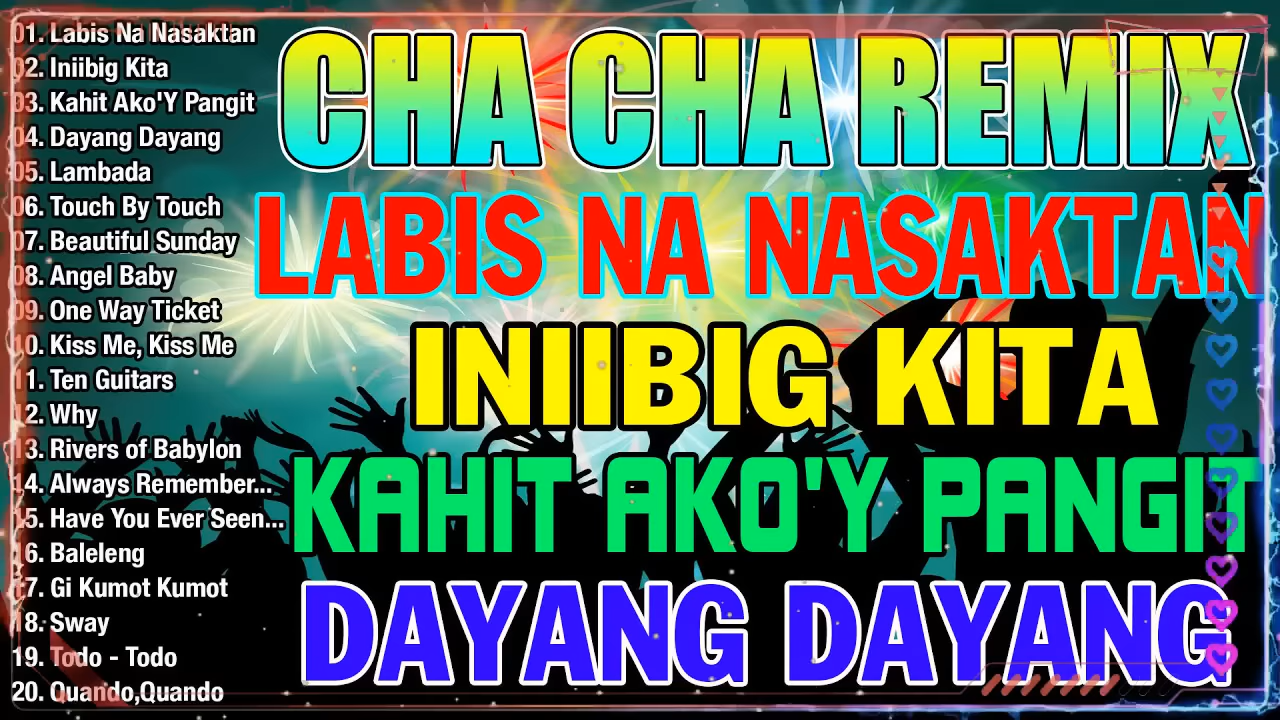 01. Labis Na Nasaktan
02. Iniibig Kita
03. Kahit Ako'Y Pangit
04. Dayang Dayang
05. Lambada
06. Touch By Touch
07. Beautiful Sunday
08. Angel Baby
09. One Way Ticket
10. Kiss Me, Kiss Me
11. Ten Guitars
12. Why
13. Rivers of Babylon
14. Always Remember...
15. Have You Ever Seen...
16. Baleleng
17. Gi Kumot Kumot
18. Sway
19. Todo - Todo
20. Quando,Quando
CHA CHA REMIX
LABIS NA NASAKTAN
INIIBIG KITA
KAHIT AKO'Y PANGIT
DAYANG DAYANG